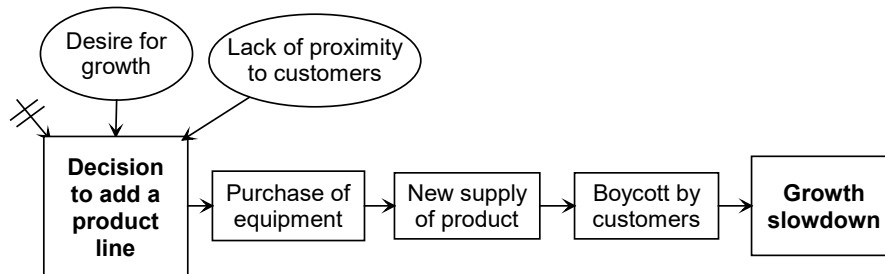 Desire for
growth
Lack of proximity
to customers
Decision
to add a
product
line
Purchase of
equipment
New supply
of product
Boycott by
customers
Growth
slowdown